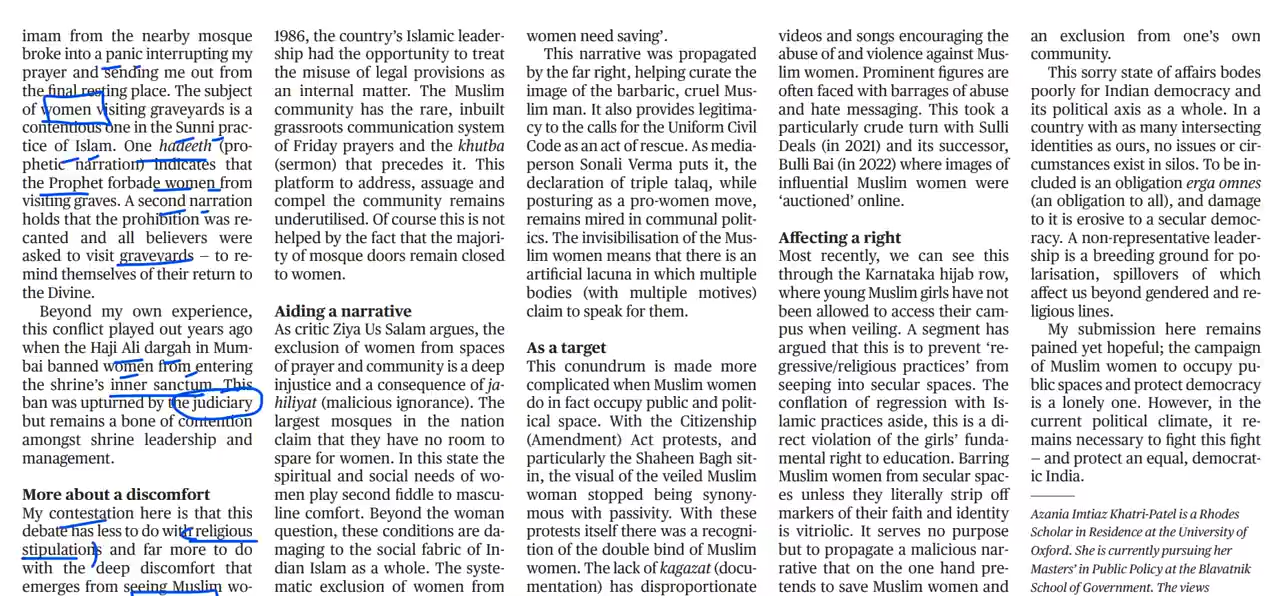 imam from the nearby mosque
broke into a panic interrupting my
prayer and sending me out from
the final resting place. The subject
of women visiting graveyards is a
contentious one in the Sunni prac-
tice of Islam. One hadeeth (pro-
phetic narration) indicates that
the Prophet forbade women from
visiting graves. A second narration
holds that the prohibition was re-
canted and all believers were
asked to visit graveyards — to re-
mind themselves of their return to
the Divine.
Beyond my own experience,
this conflict played out years ago
when the Haji Ali dargah in Mum-
bai banned women from entering
the shrine's inner sanctum. This
ban was upturned by the judiciary
but remains a bone of contention
amongst shrine leadership and
management.
More about a discomfort
My contestation here is that this
debate has less to do with religious
stipulations and far more to do
with the deep discomfort that
emerges from seeing Muslim wo-
1986, the country's Islamic leader-
ship had the opportunity to treat
the misuse of legal provisions as
an internal matter. The Muslim
community has the rare, inbuilt
grassroots communication system
of Friday prayers and the khutba
(sermon) that precedes it. This
platform to address, assuage and
compel the community remains
underutilised. Of course this is not
helped by the fact that the majori-
ty of mosque doors remain closed
to women.
Aiding a narrative
As critic Ziya Us Salam argues, the
exclusion of women from spaces
of prayer and community is a deep
injustice and a consequence of ja-
hiliyat (malicious ignorance). The
largest mosques in the nation
claim that they have no room to
spare for women. In this state the
spiritual and social needs of wo-
men play second fiddle to mascu-
line comfort. Beyond the woman
question, these conditions are da-
maging to the social fabric of In-
dian Islam as a whole. The syste-
matic exclusion of women from
women need saving'.
This narrative was propagated
by the far right, helping curate the
image of the barbaric, cruel Mus-
lim man. It also provides legitima-
cy to the calls for the Uniform Civil
Code as an act of rescue. As media-
person Sonali Verma puts it, the
declaration of triple talaq, while
posturing as a pro-women move,
remains mired in communal polit-
ics. The invisibilisation of the Mus-
lim women means that there is an
artificial lacuna in which multiple
bodies (with multiple motives)
claim to speak for them.
As a target
This conundrum is made more
complicated when Muslim women
do in fact occupy public and polit-
ical space. With the Citizenship
(Amendment) Act protests, and
particularly the Shaheen Bagh sit-
in, the visual of the veiled Muslim
woman stopped being synony-
mous with passivity. With these
protests itself there was a recogni-
tion of the double bind of Muslim
women. The lack of kagazat (docu-
mentation) has disproportionate
videos and songs encouraging the
abuse of and violence against Mus-
lim women. Prominent figures are
often faced with barrages of abuse
and hate messaging. This took a
particularly crude turn with Sulli
Deals (in 2021) and its successor,
Bulli Bai (in 2022) where images of
influential Muslim women were
'auctioned' online.
Affecting a right
Most recently, we can see this
through the Karnataka hijab row,
where young Muslim girls have not
been allowed to access their cam-
pus when veiling. A segment has
argued that this is to prevent 're-
gressive/religious practices' from
seeping into secular spaces. The
conflation of regression with Is-
lamic practices aside, this is a di-
rect violation of the girls' funda-
mental right to education. Barring
Muslim women from secular spac-
es unless they literally strip off
markers of their faith and identity
is vitriolic. It serves no purpose
but to propagate a malicious nar-
rative that on the one hand pre-
tends to save Muslim women and
an exclusion from one's own
community.
This sorry state of affairs bodes
poorly for Indian democracy and
its political axis as a whole. In a
country with as many intersecting
identities as ours, no issues or cir-
cumstances exist in silos. To be in-
cluded is an obligation erga omnes
(an obligation to all), and damage
to it is erosive to a secular democ-
racy. A non-representative leader-
ship is a breeding ground for po-
larisation, spillovers of which
affect us beyond gendered and re-
ligious lines.
My submission here remains
pained yet hopeful; the campaign
of Muslim women to occupy pu-
blic spaces and protect democracy
is a lonely one. However, in the
current political climate, it re-
mains necessary to fight this fight
— and protect an equal, democrat-
ic India.
Azania Imtiaz Khatri-Patel is a Rhodes
Scholar in Residence at the University of
Oxford. She is currently pursuing her
Masters' in Public Policy at the Blavatnik
School of Government. The views